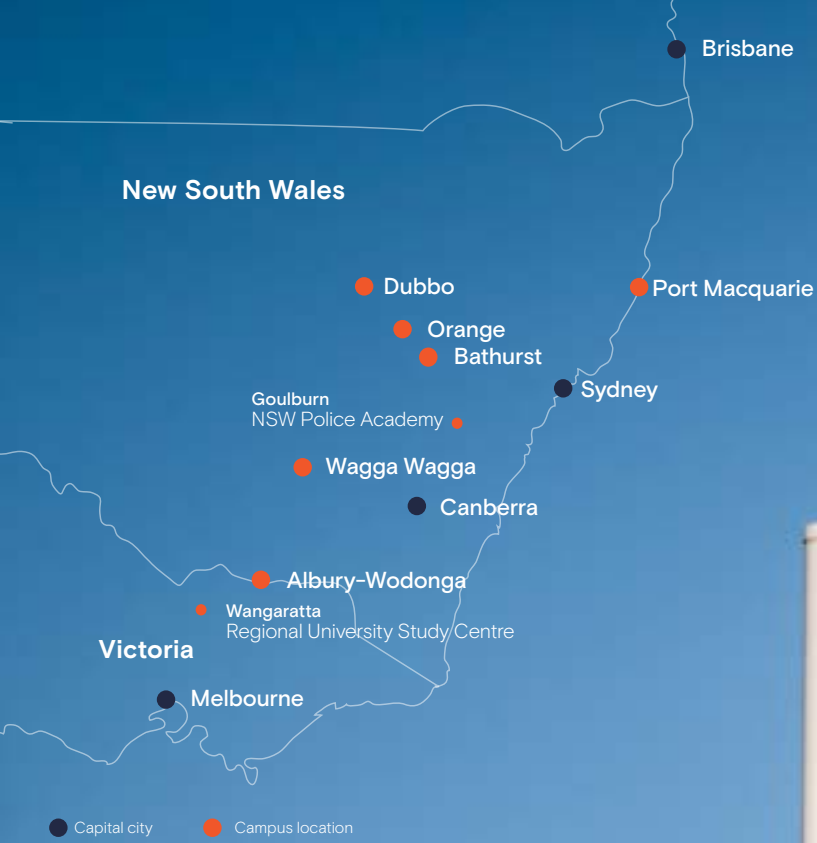 Brisbane
New South Wales
Dubbo
Port Macquarie
Orange
Bathurst
Sydney
Goulburn
NSW Police Academy
Wagga Wagga
Canberra
Albury-Wodonga
Wangaratta
Regional University Study Centre
Victoria
Melbourne
Capital city
Campus location